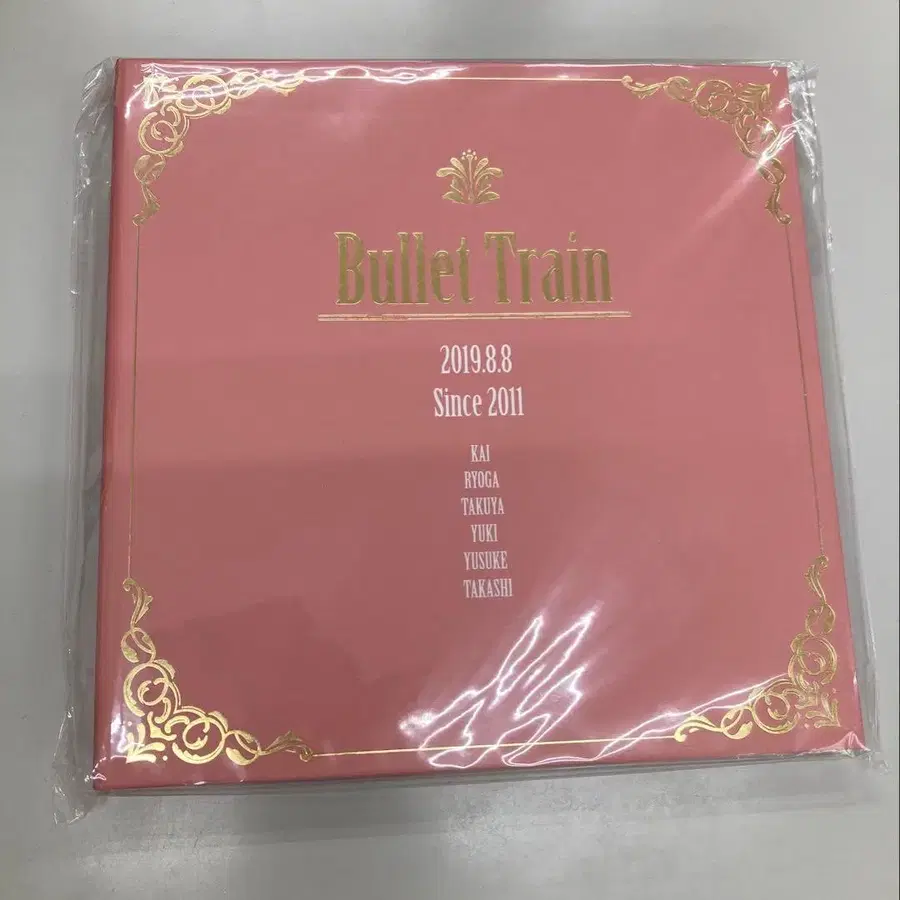 Bullet Train
2019.8.8
Since 2011
KAI
RYOGA
TAKUYA
YUKI
YUSUKE
TAKASHI